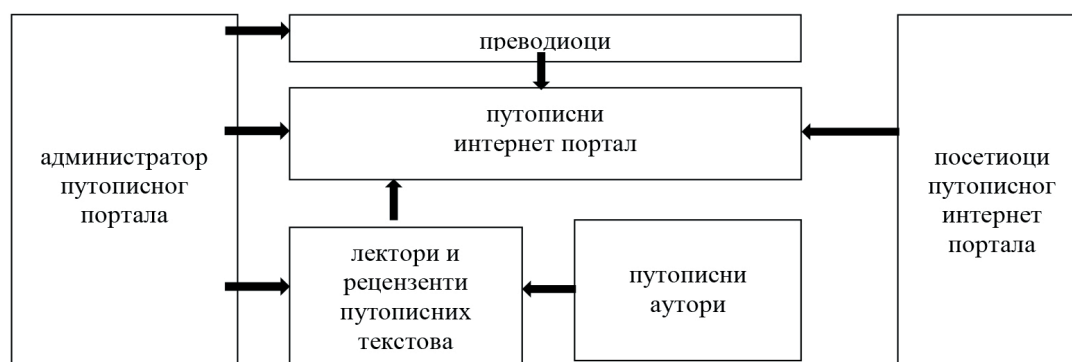 преводиоци
путописни
интернет портал
администратор
путописног
портала
посетиоци
путописног
интернет
портала
лектори и
рецензенти
путописних
текстова
путописни
аутори